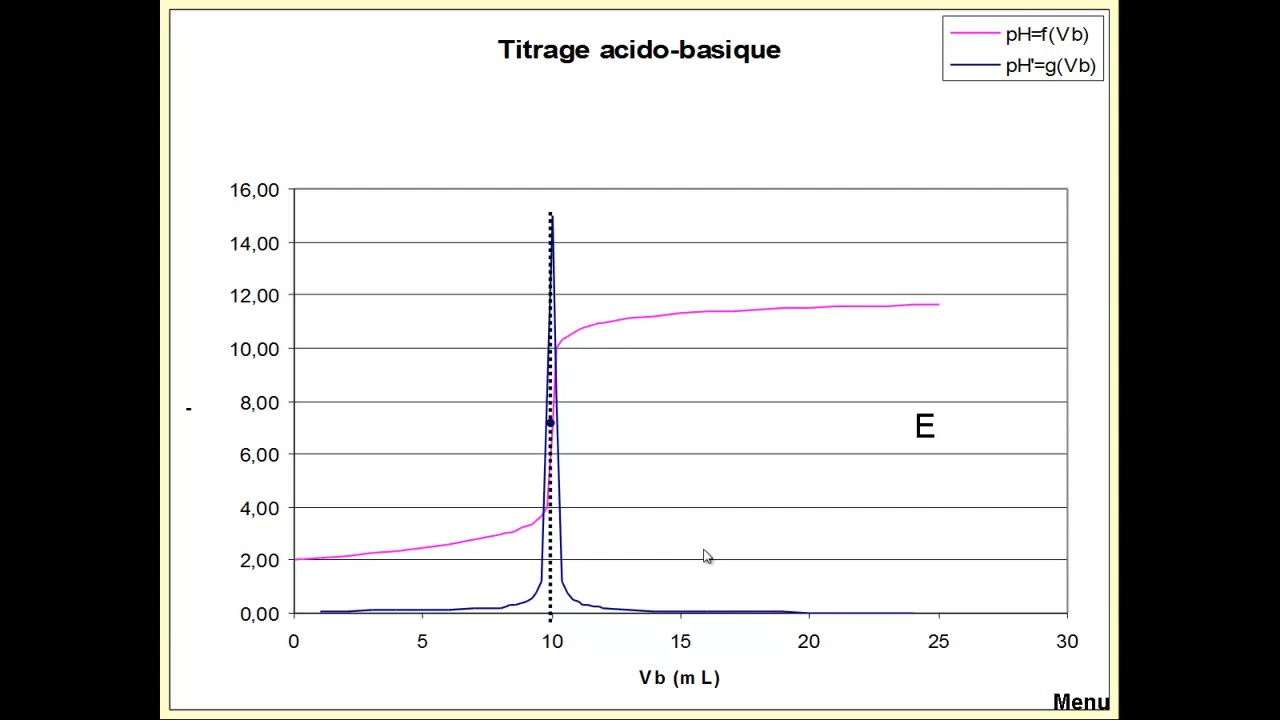 Titrage acido-basique
pH=f(Vb)
pH'=g(Vb)
16,00
14,00
12,00
10,00
8,00
6,00
4,00
2,00
0,00
-
E
0 5 10 15 20 25 30
Vb (mL)
Menu